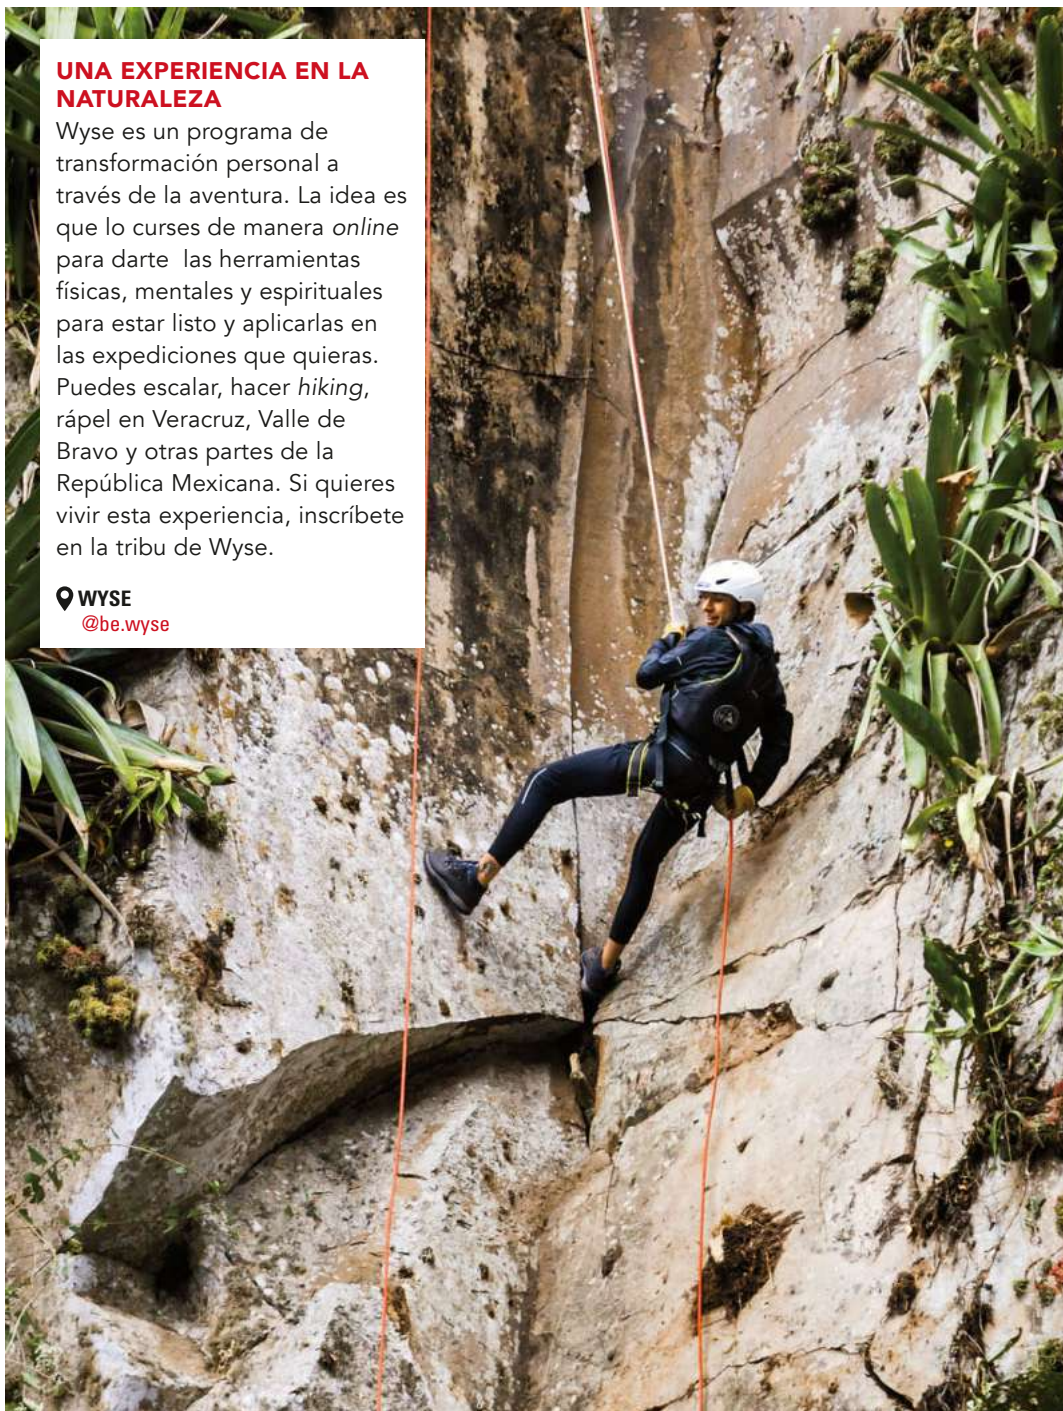 UNA EXPERIENCIA EN LA
NATURALEZA
Wyse es un programa de
transformación personal a
través de la aventura. La idea es
que lo curses de manera online
para darte  las herramientas
físicas, mentales y espirituales
para estar listo y aplicarlas en
las expediciones que quieras.
Puedes escalar, hacer hiking,
rápel en Veracruz, Valle de
Bravo y otras partes de la
República Mexicana. Si quieres
vivir esta experiencia, inscríbete
en la tribu de Wyse.
WYSE
@be.wyse